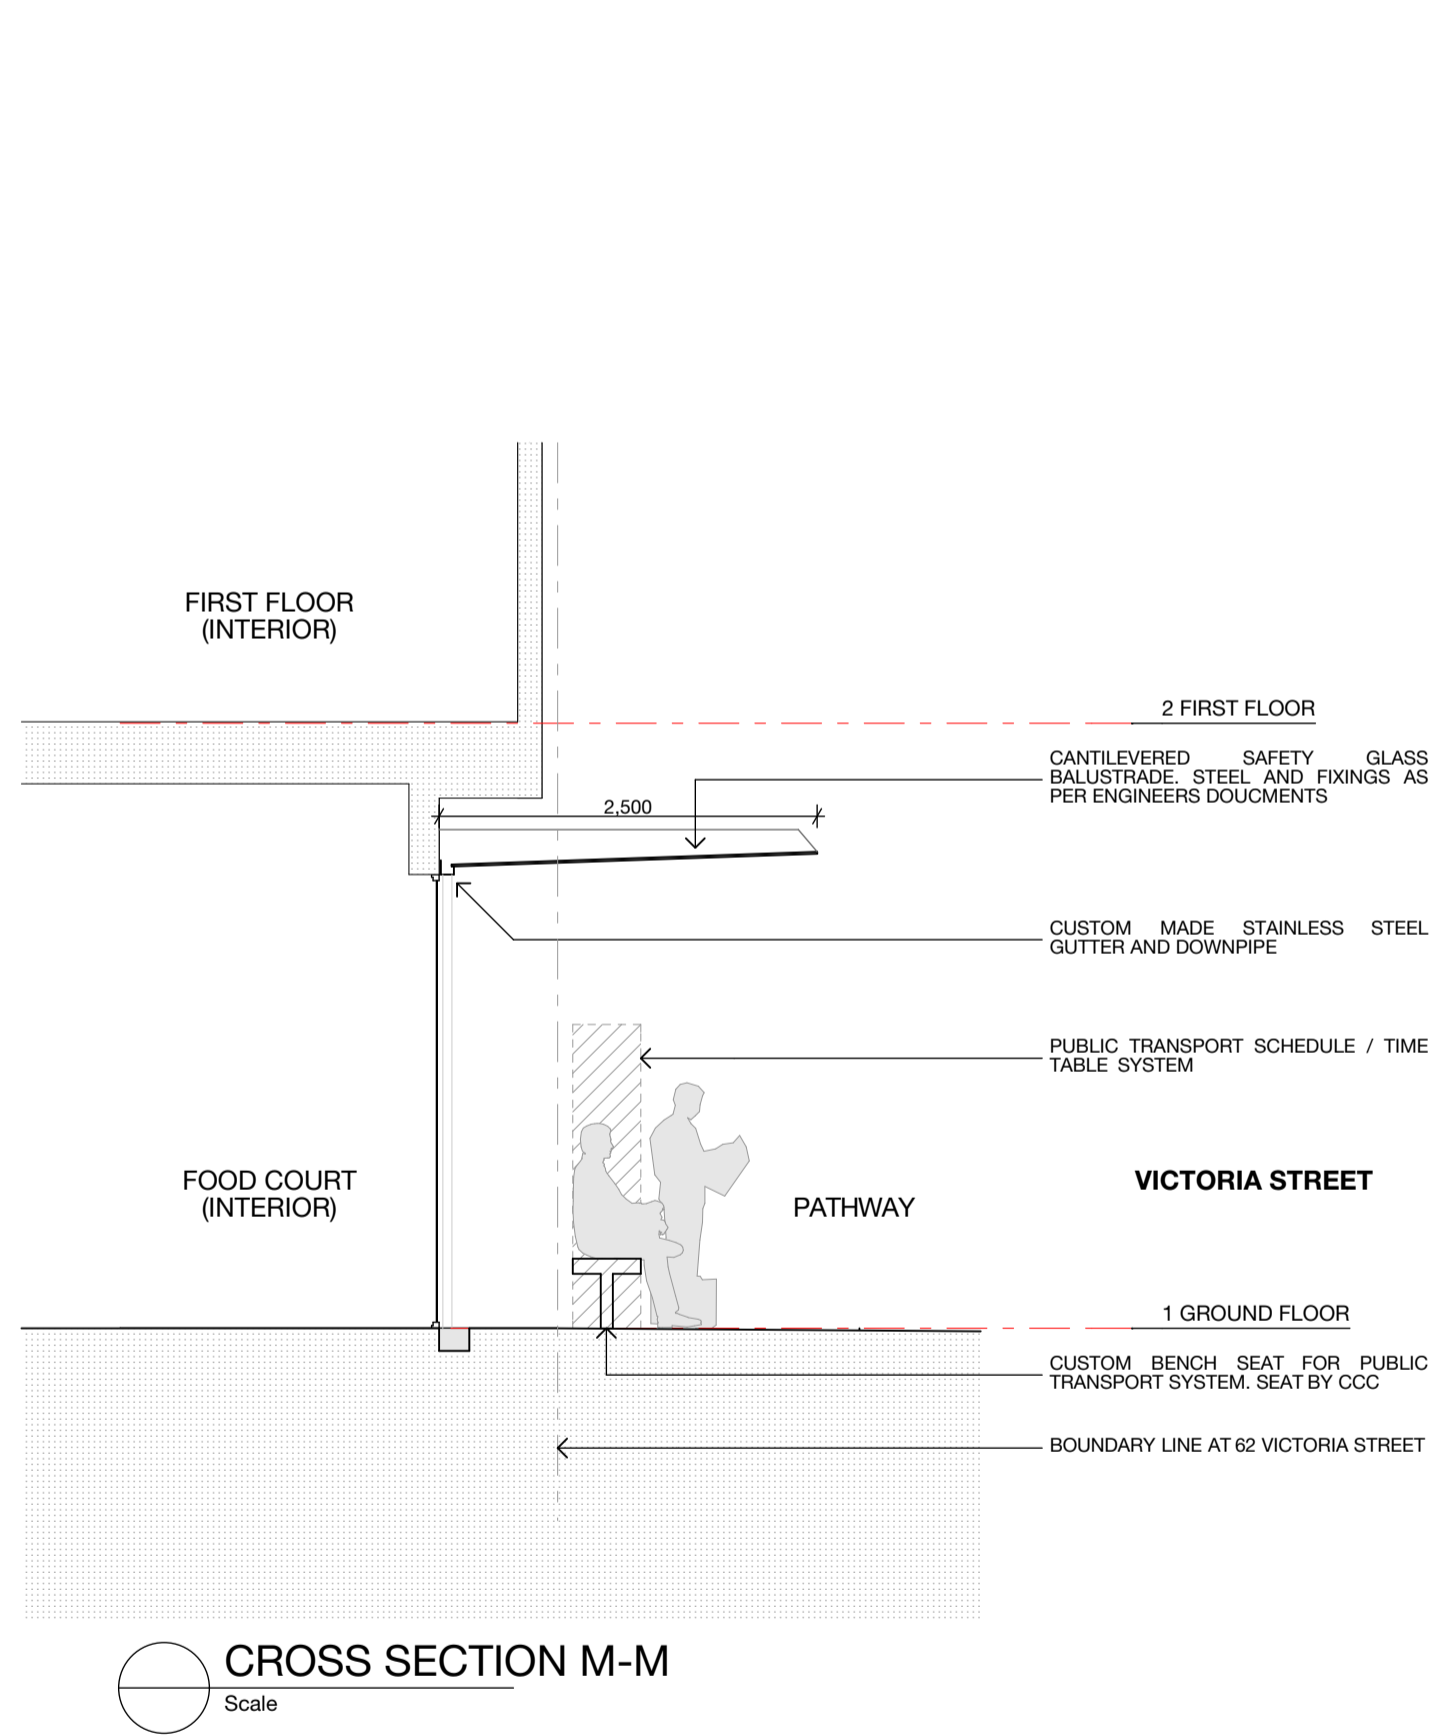 FIRST FLOOR
(INTERIOR)
2 FIRST FLOOR
CANTILEVERED SAFETY GLASS
BALUSTRADE. STEEL AND FIXINGS AS
PER ENGINEERS DOUCMENTS
2,500
CUSTOM MADE STAINLESS STEEL
GUTTER AND DOWNPIPE
PUBLIC TRANSPORT SCHEDULE / TIME
TABLE SYSTEM
FOOD COURT
(INTERIOR)
PATHWAY
VICTORIA STREET
1 GROUND FLOOR
CUSTOM BENCH SEAT FOR PUBLIC
TRANSPORT SYSTEM. SEAT BY CCC
BOUNDARY LINE AT 62 VICTORIA STREET
CROSS SECTION M-M
Scale